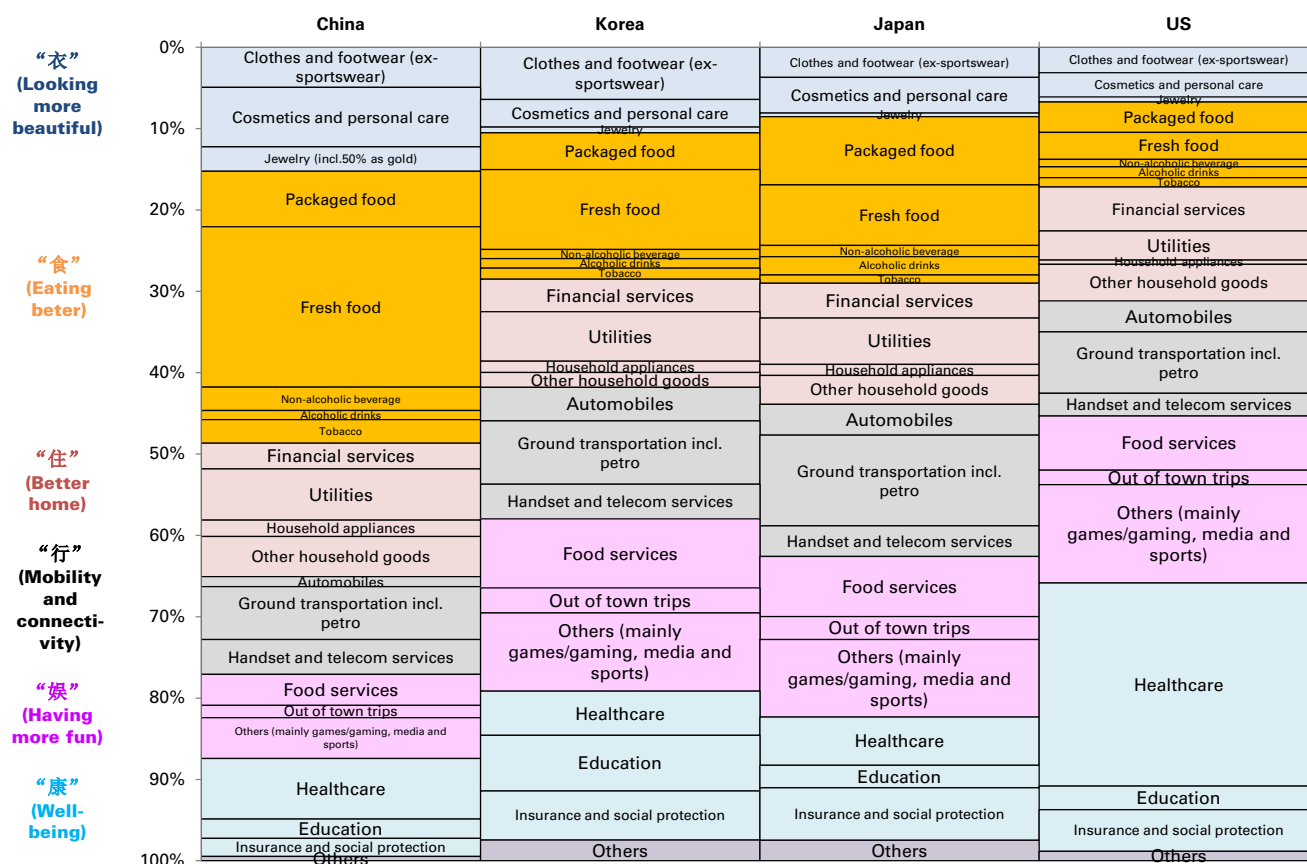 China
Korea
Japan
US
“衣”
(Looking
more
beautiful)
“食”
(Eating
beter)
“住”
(Better
home)
“行”
(Mobility
and
connecti-
vity)
“娱”
(Having
more fun)
“康”
(Well-
being)
0%
10%
20%
30%
40%
50%
60%
70%
80%
90%
100%
Clothes and footwear (ex-
sportswear)
Cosmetics and personal care
Jewelry (incl.50% as gold)
Packaged food
Fresh food
Non-alcoholic beverage
Alcoholic drinks
Tobacco
Financial services
Utilities
Household appliances
Other household goods
Automobiles
Ground transportation incl.
petro
Handset and telecom services
Food services
Out of town trips
Others (mainly games/gaming, media and
sports)
Healthcare
Education
Insurance and social protection
Others
Clothes and footwear (ex-
sportswear)
Cosmetics and personal care
Jewelry
Packaged food
Fresh food
Non-alcoholic beverage
Alcoholic drinks
Tobacco
Financial services
Utilities
Household appliances
Other household goods
Automobiles
Ground transportation incl.
petro
Handset and telecom services
Food services
Out of town trips
Others (mainly
games/gaming, media and
sports)
Healthcare
Education
Insurance and social protection
Others
Clothes and footwear (ex-sportswear)
Cosmetics and personal care
Jewelry
Packaged food
Fresh food
Non-alcoholic beverage
Alcoholic drinks
Tobacco
Financial services
Utilities
Household appliances
Other household goods
Automobiles
Ground transportation incl.
petro
Handset and telecom services
Food services
Out of town trips
Others (mainly
games/gaming, media and
sports)
Healthcare
Education
Insurance and social protection
Others
Clothes and footwear (ex-sportswear)
Cosmetics and personal care
Jewelry
Packaged food
Fresh food
Non-alcoholic beverage
Alcoholic drinks
Tobacco
Financial services
Utilities
Household appliances
Other household goods
Automobiles
Ground transportation incl.
petro
Handset and telecom services
Food services
Out of town trips
Others (mainly
games/gaming, media and
sports)
Healthcare
Education
Insurance and social protection
Others